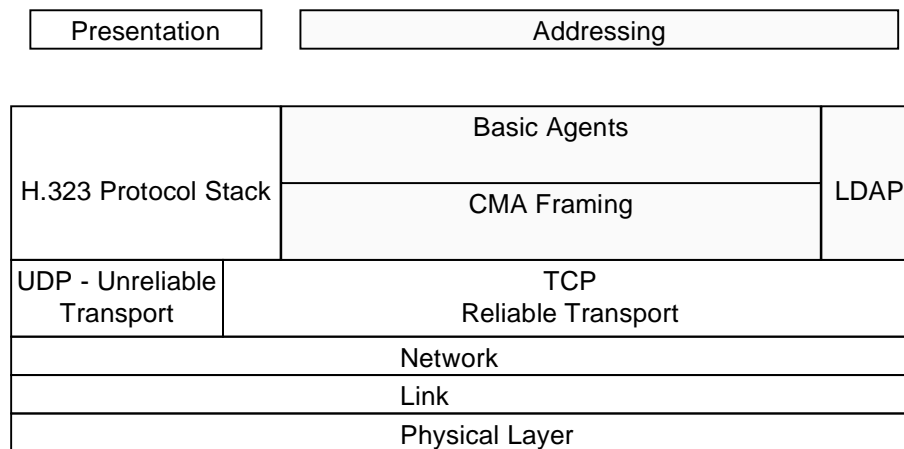 Presentation
Addressing
Basic Agents
H.323 Protocol Stack
CMA Framing
LDAP
UDP - Unreliable
Transport
TCP
Reliable Transport
Network
Link
Physical Layer